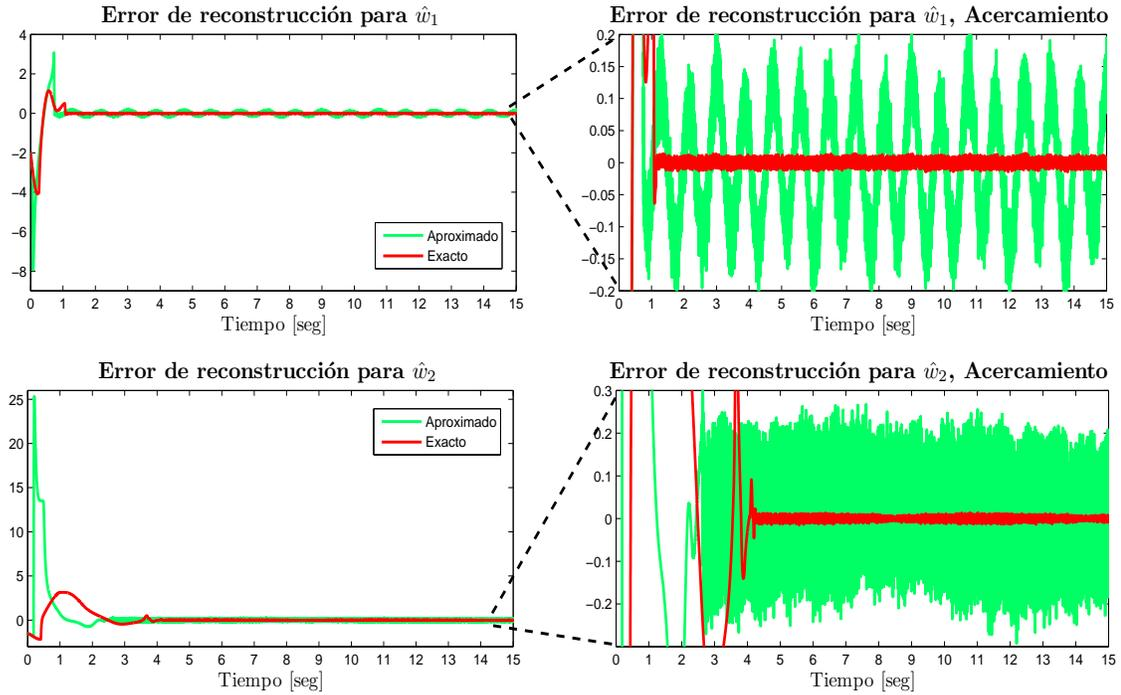 Error de reconstrucción para ŵ₁
4
2
0
−2
−4
−6
−8
0 1 2 3 4 5 6 7 8 9 10 11 12 13 14 15
Tiempo [seg]
Aproximado
Exacto
Error de reconstrucción para ŵ₁, Acercamiento
0.2
0.15
0.1
0.05
0
−0.05
−0.1
−0.15
−0.2
0 1 2 3 4 5 6 7 8 9 10 11 12 13 14 15
Tiempo [seg]
Error de reconstrucción para ŵ₂
25
20
15
10
5
0
0 1 2 3 4 5 6 7 8 9 10 11 12 13 14 15
Tiempo [seg]
Aproximado
Exacto
Error de reconstrucción para ŵ₂, Acercamiento
0.3
0.2
0.1
0
−0.1
−0.2
0 1 2 3 4 5 6 7 8 9 10 11 12 13 14 15
Tiempo [seg]